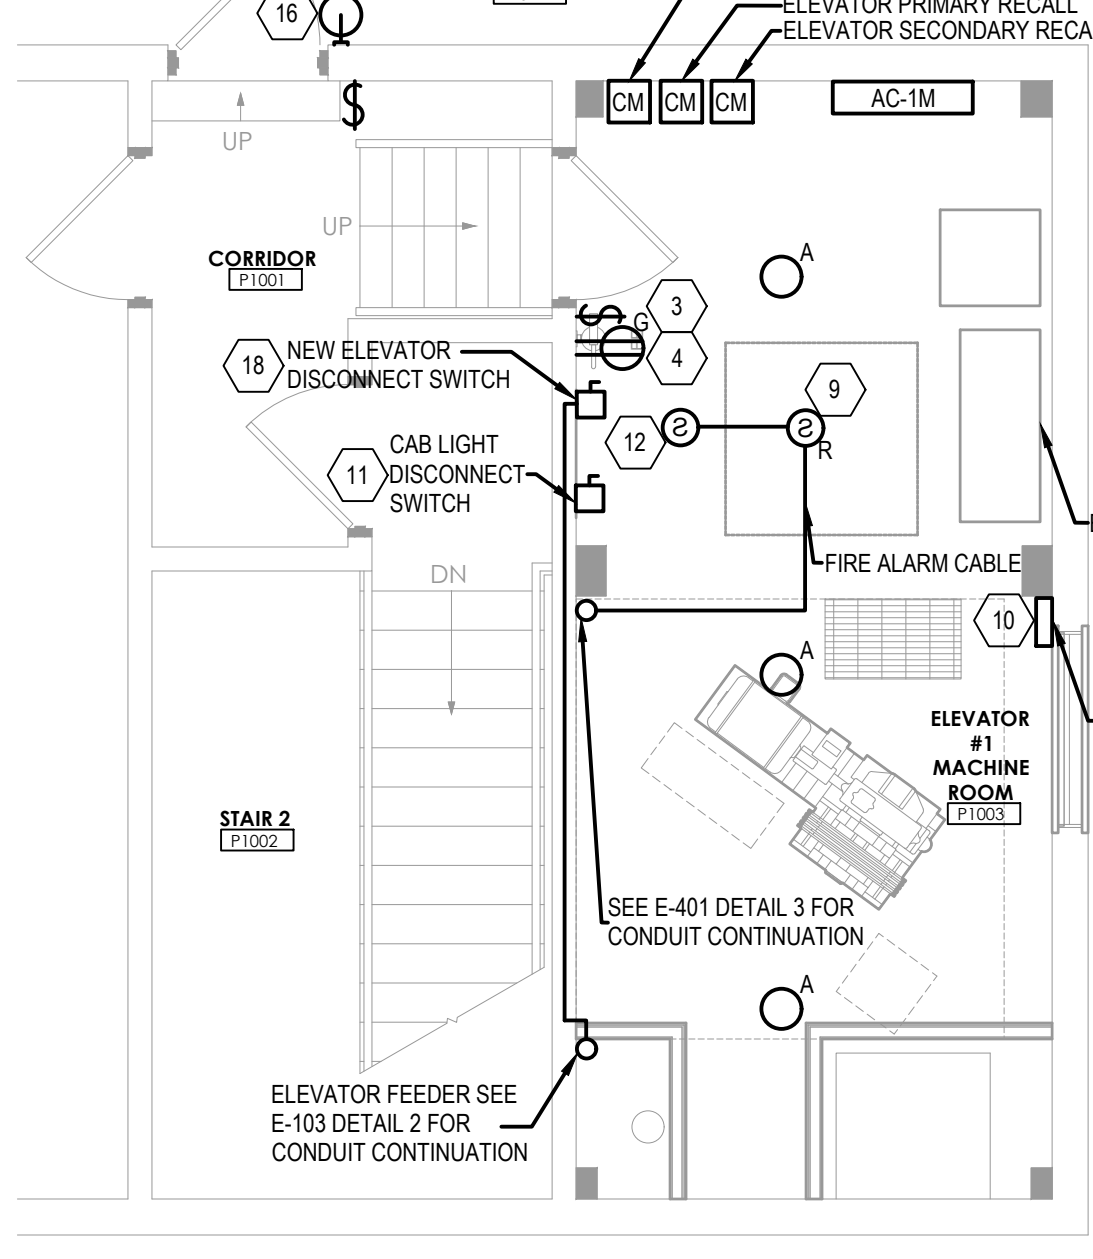 16
ELEVATOR PRIMARY RECALL
ELEVATOR SECONDARY RECA
CM
CM
CM
AC-1M
$
UP
UP
CORRIDOR
P1001
A
$
G
3
4
18
NEW ELEVATOR
DISCONNECT SWITCH
9
12
S
S
R
11
CAB LIGHT
DISCONNECT
SWITCH
FIRE ALARM CABLE
DN
10
A
ELEVATOR
#1
MACHINE
ROOM
P1003
STAIR 2
P1002
SEE E-401 DETAIL 3 FOR
CONDUIT CONTINUATION
A
ELEVATOR FEEDER SEE
E-103 DETAIL 2 FOR
CONDUIT CONTINUATION